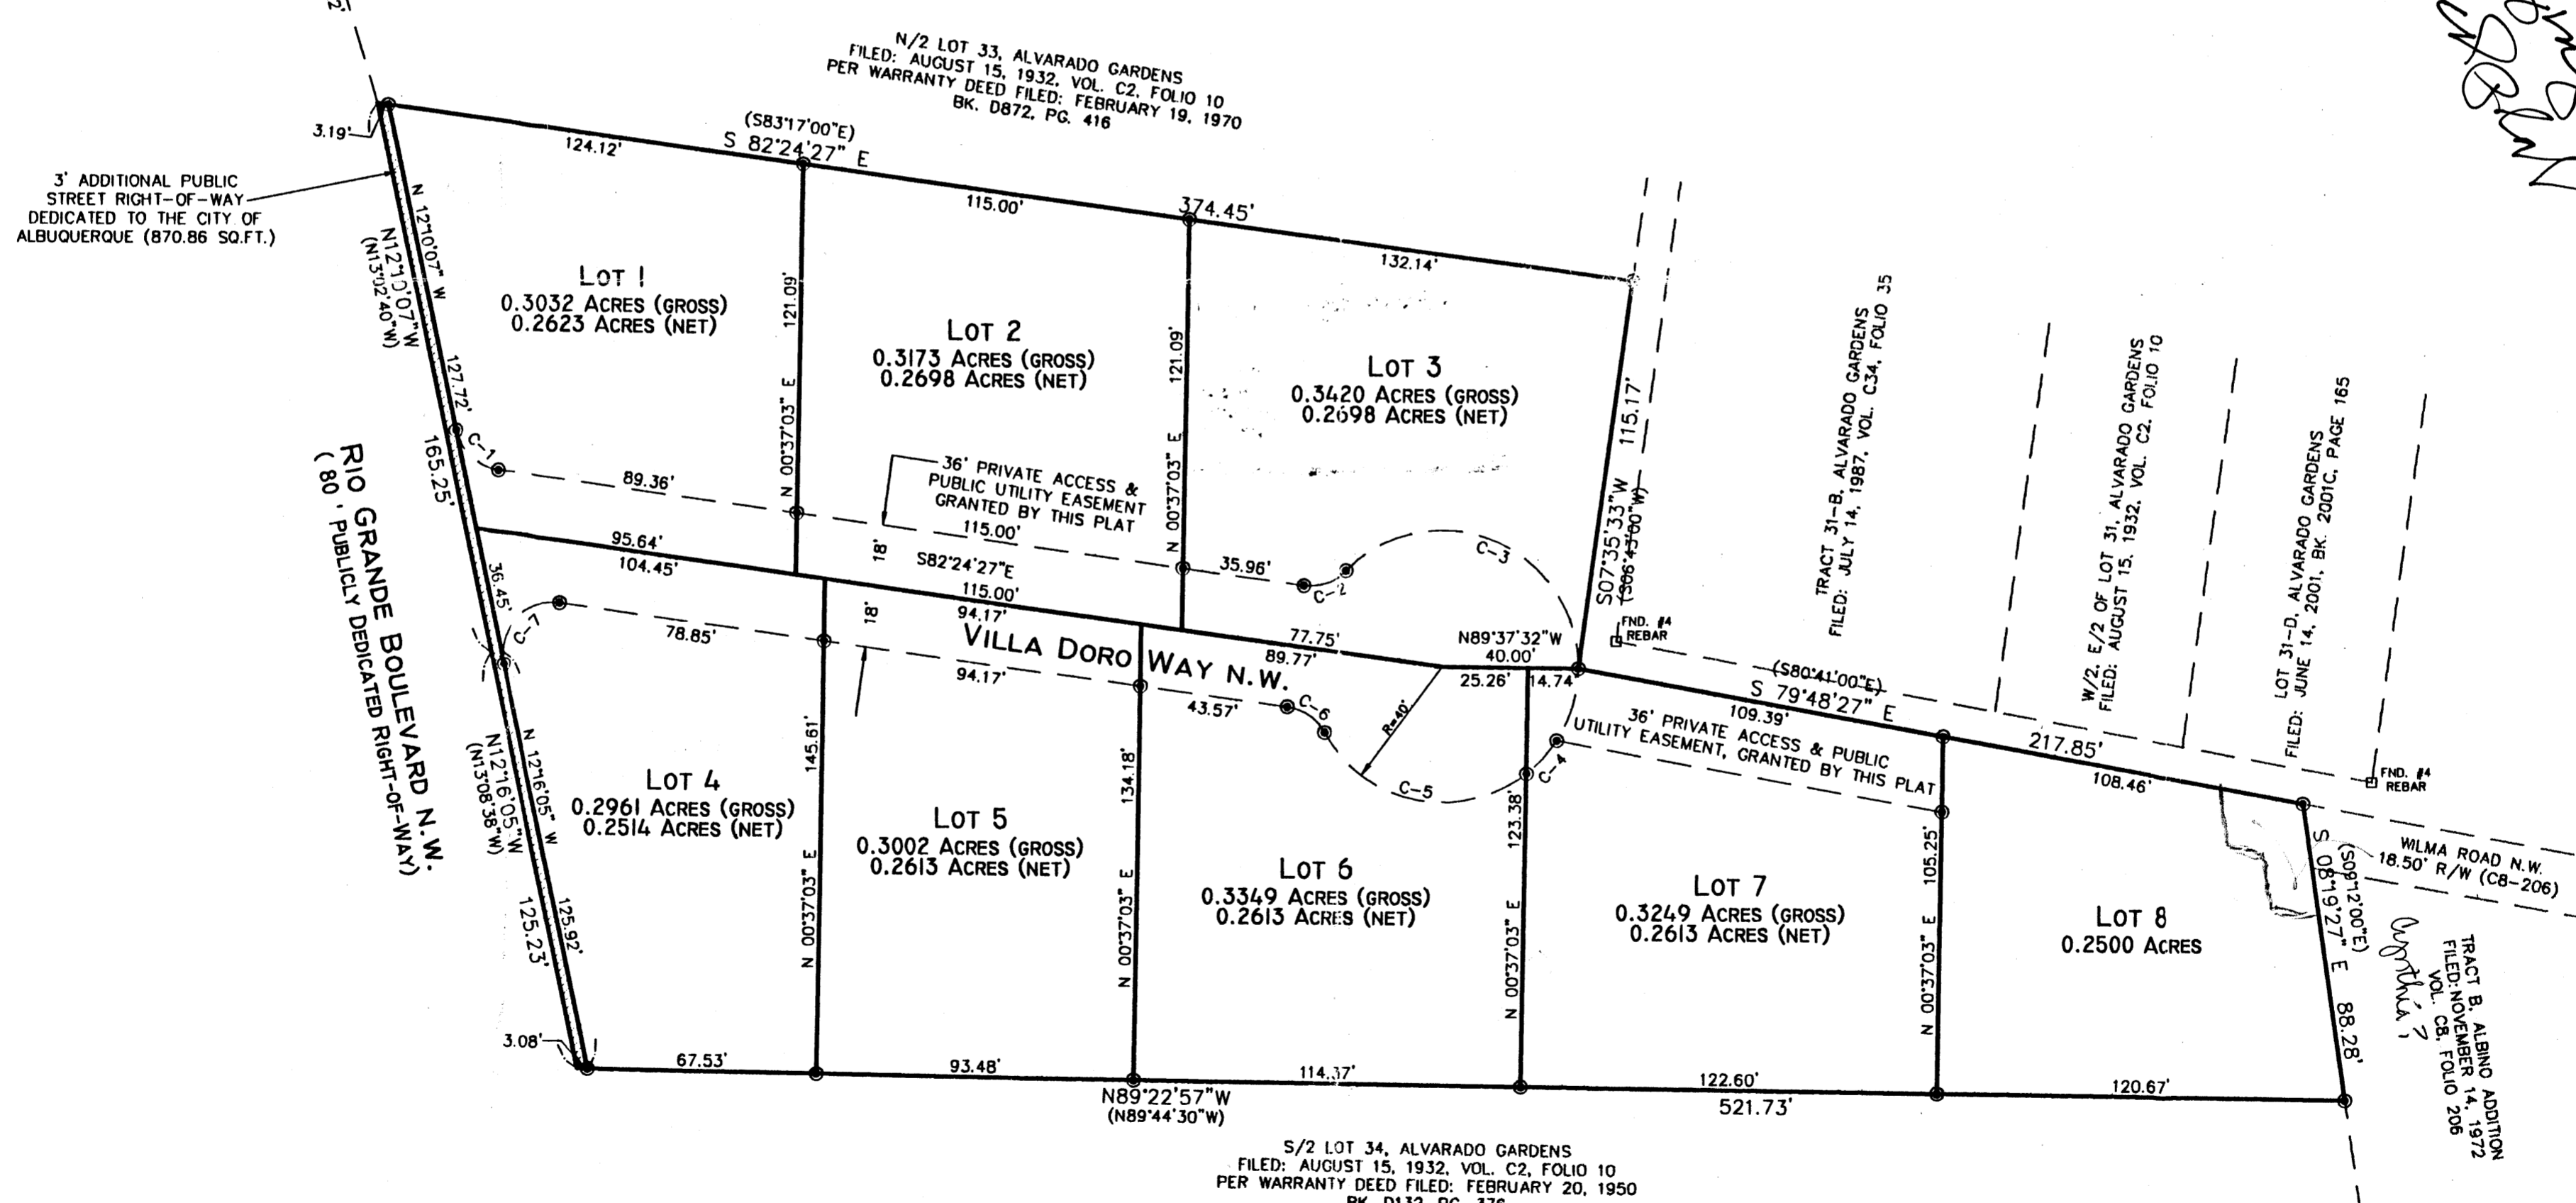 N/2 LOT 33, ALVARADO GARDENS
FILED: AUGUST 15, 1932, VOL. C2, FOLIO 10
PER WARRANTY DEED FILED: FEBRUARY 19, 1970
BK. D872, PG. 416
(S83°17'00"E)
S 82°24'27" E
374.45'
3.19'
124.12'
115.00'
132.14'
3' ADDITIONAL PUBLIC
STREET RIGHT-OF-WAY
DEDICATED TO THE CITY OF
ALBUQUERQUE (870.86 SQ.FT.)
N 12°10'07" W
N12°10'07"W
(N13°02'40"W)
127.72'
165.25'
LOT 1
0.3032 ACRES (GROSS)
0.2623 ACRES (NET)
121.09'
N 00°37'03" E
LOT 2
0.3173 ACRES (GROSS)
0.2698 ACRES (NET)
121.09'
N 00°37'03" E
LOT 3
0.3420 ACRES (GROSS)
0.2698 ACRES (NET)
S07°35'33"W 115.17'
(S06°43'00"W)
TRACT 31-B, ALVARADO GARDENS
FILED: JULY 14, 1987, VOL. C34, FOLIO 35
W/2, E/2 OF LOT 31, ALVARADO GARDENS
FILED: AUGUST 15, 1932, VOL. C2, FOLIO 10
LOT 31-D, ALVARADO GARDENS
FILED: JUNE 14, 2001, BK. 2001C, PAGE 165
C-1
89.36'
36' PRIVATE ACCESS &
PUBLIC UTILITY EASEMENT
GRANTED BY THIS PLAT
115.00'
18'
35.96'
C-2
C-3
RIO GRANDE BOULEVARD N.W.
( 80 ' PUBLICLY DEDICATED RIGHT-OF-WAY)
95.64'
104.45'
S82°24'27"E
115.00'
94.17'
18'
77.75'
89.77'
N89°37'32"W
40.00'
25.26'
14.74'
FND. #4
REBAR
36.45'
C-7
78.85'
VILLA DORO WAY N.W.
94.17'
43.57'
C-6
R=40'
C-5
C-4
(S80°41'00"E)
S 79°48'27" E
109.39'
217.85'
108.46'
36' PRIVATE ACCESS & PUBLIC
UTILITY EASEMENT, GRANTED BY THIS PLAT
FND. #4
REBAR
WILMA ROAD N.W.
18.50' R/W (C8-206)
N 12°16'05" W
N12°16'05"W
(N13°08'38"W)
125.92'
125.23'
LOT 4
0.2961 ACRES (GROSS)
0.2514 ACRES (NET)
145.61'
N 00°37'03" E
LOT 5
0.3002 ACRES (GROSS)
0.2613 ACRES (NET)
134.18'
N 00°37'03" E
LOT 6
0.3349 ACRES (GROSS)
0.2613 ACRES (NET)
123.38'
N 00°37'03" E
LOT 7
0.3249 ACRES (GROSS)
0.2613 ACRES (NET)
105.25'
N 00°37'03" E
LOT 8
0.2500 ACRES
(S09°12'00"E)
S 08°19'27" E 88.28'
TRACT B, ALBINO ADDITION
FILED: NOVEMBER 14, 1972
VOL. C8, FOLIO 206
3.08'
67.53'
93.48'
114.37'
122.60'
120.67'
N89°22'57"W
(N89°44'30"W)
521.73'
S/2 LOT 34, ALVARADO GARDENS
FILED: AUGUST 15, 1932, VOL. C2, FOLIO 10
PER WARRANTY DEED FILED: FEBRUARY 20, 1950
BK. D132, PG. 376